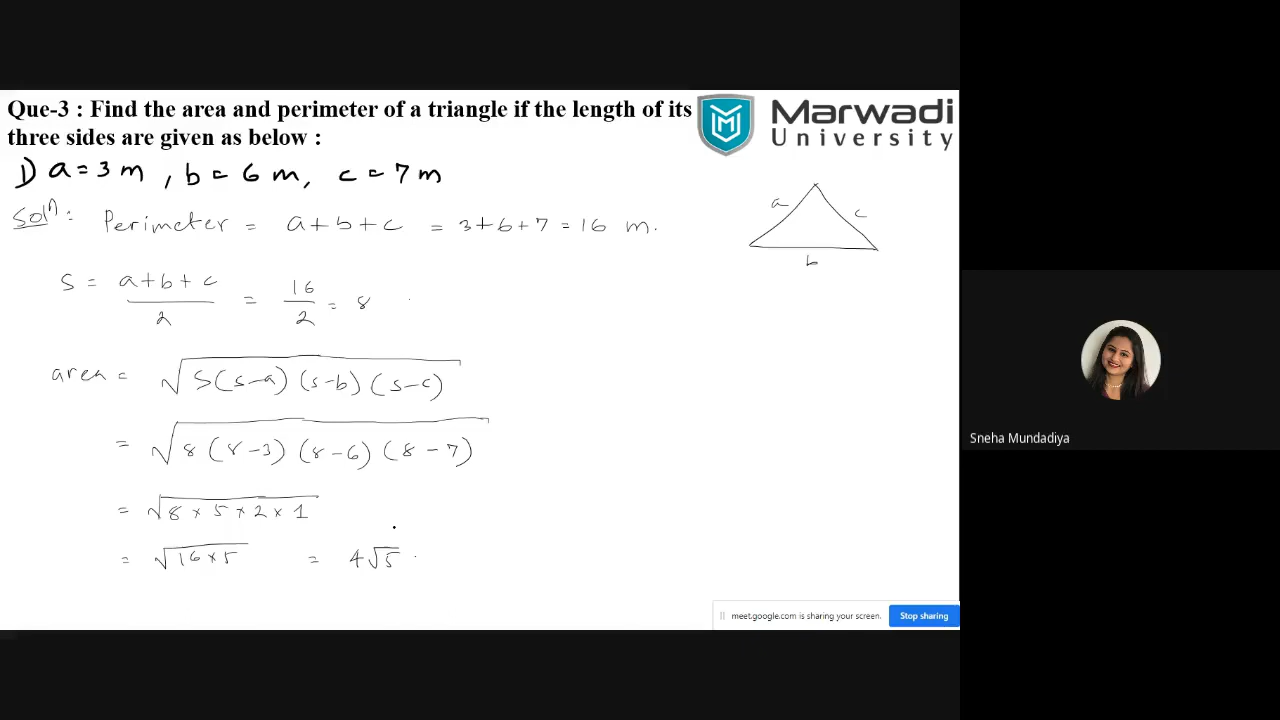 Que-3 : Find the area and perimeter of a triangle if the length of its
three sides are given as below :
Marwadi
University
1) a = 3 m , b = 6 m, c = 7 m
Soln : Perimeter = a + b + c = 3 + 6 + 7 = 16 m.
a
c
b
S = a + b + c / 2 = 16 / 2 = 8
area = √S(s-a) (s-b) (s-c)
= √8 (8-3) (8-6) (8-7)
= √8 × 5 × 2 × 1
= √16 × 5 = 4√5
Sneha Mundadiya
meet.google.com is sharing your screen.
Stop sharing